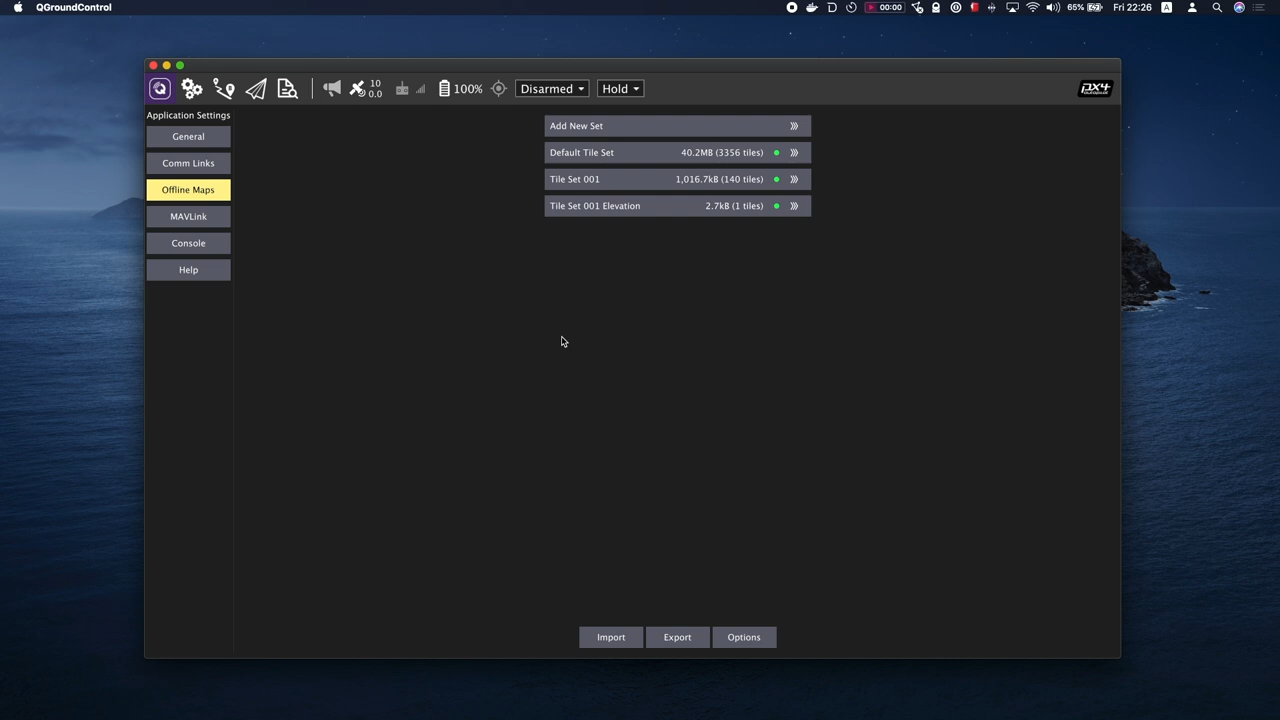 QGroundControl
00:00
65%
Fri 22:26
A
10
0.0
100%
Disarmed
Hold
px4
Application Settings
General
Comm Links
Offline Maps
MAVLink
Console
Help
Add New Set
Default Tile Set 40.2MB (3356 tiles)
Tile Set 001 1,016.7kB (140 tiles)
Tile Set 001 Elevation 2.7kB (1 tiles)
Import Export Options